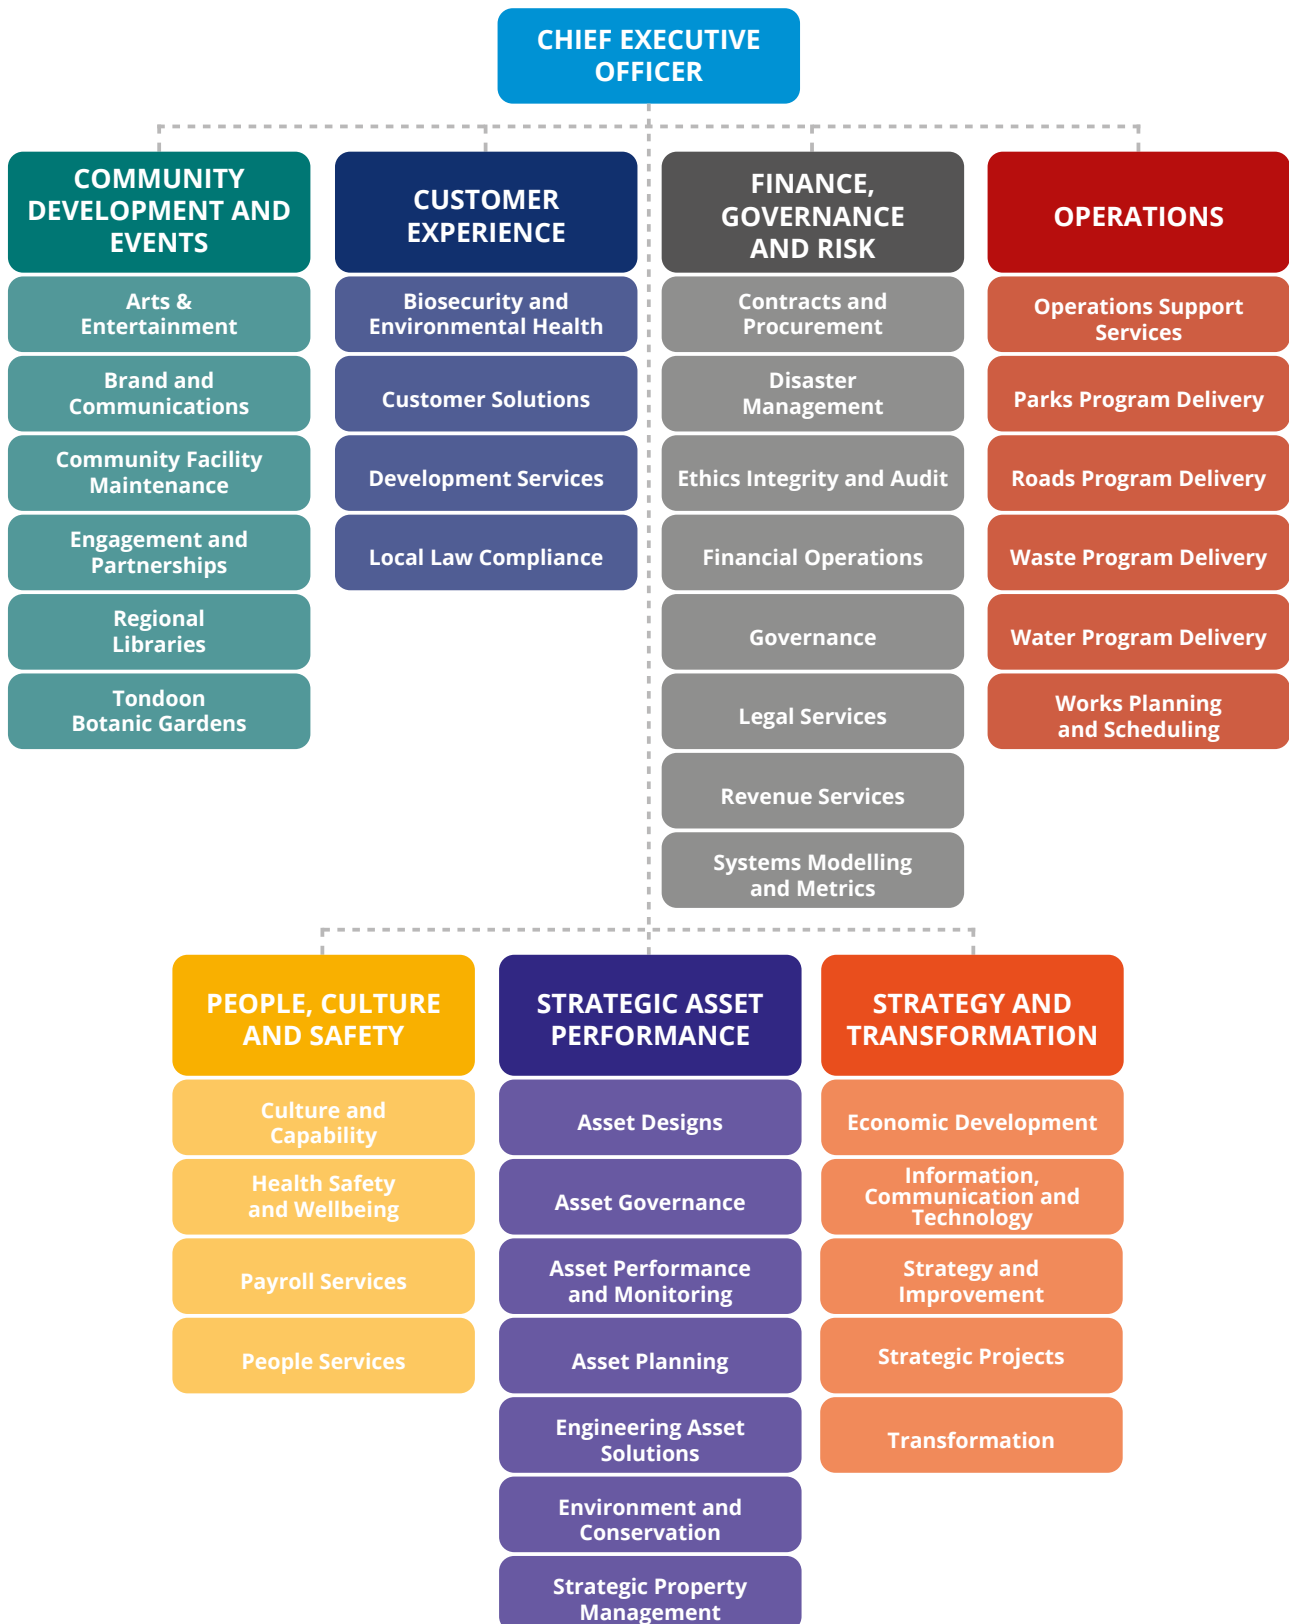 CHIEF EXECUTIVE
OFFICER
COMMUNITY
DEVELOPMENT AND
EVENTS
Arts &
Entertainment
Brand and
Communications
Community Facility
Maintenance
Engagement and
Partnerships
Regional
Libraries
Tondoon
Botanic Gardens
CUSTOMER
EXPERIENCE
Biosecurity and
Environmental Health
Customer Solutions
Development Services
Local Law Compliance
FINANCE,
GOVERNANCE
AND RISK
Contracts and
Procurement
Disaster
Management
Ethics Integrity and Audit
Financial Operations
Governance
Legal Services
Revenue Services
Systems Modelling
and Metrics
OPERATIONS
Operations Support
Services
Parks Program Delivery
Roads Program Delivery
Waste Program Delivery
Water Program Delivery
Works Planning
and Scheduling
PEOPLE, CULTURE
AND SAFETY
Culture and
Capability
Health Safety
and Wellbeing
Payroll Services
People Services
STRATEGIC ASSET
PERFORMANCE
Asset Designs
Asset Governance
Asset Performance
and Monitoring
Asset Planning
Engineering Asset
Solutions
Environment and
Conservation
Strategic Property
Management
STRATEGY AND
TRANSFORMATION
Economic Development
Information,
Communication and
Technology
Strategy and
Improvement
Strategic Projects
Transformation